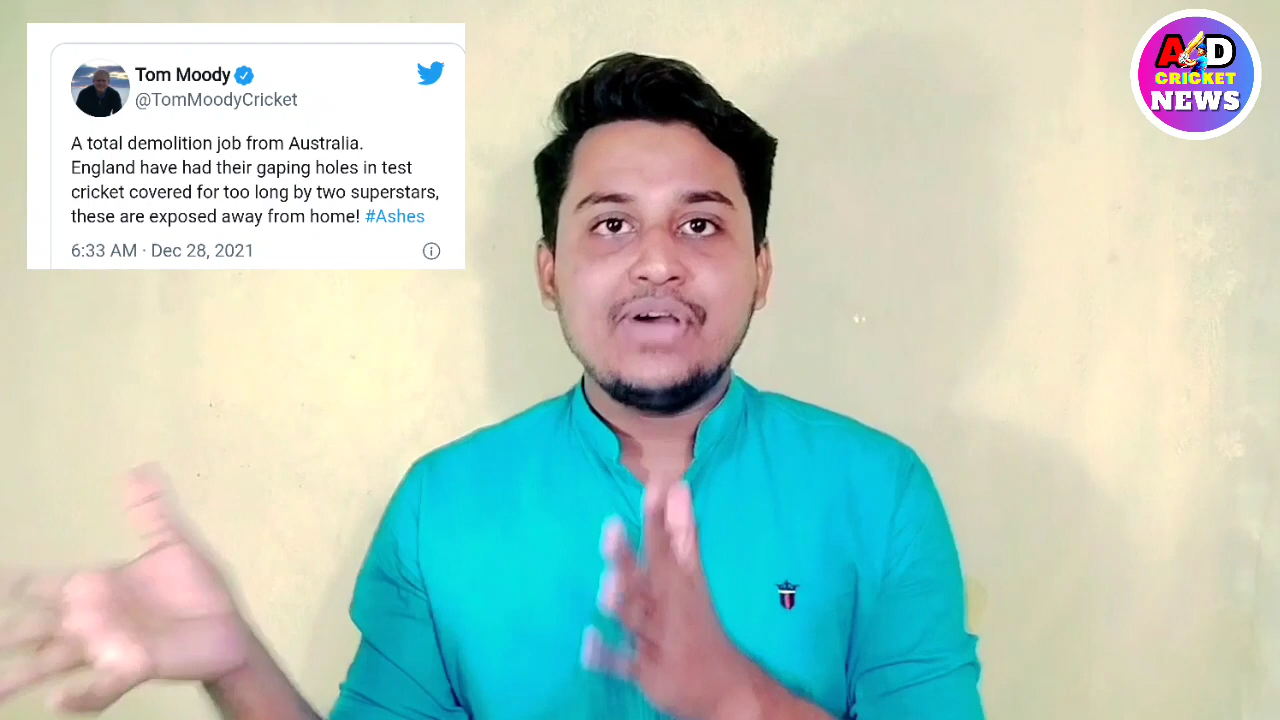 Tom Moody
@TomMoodyCricket
A total demolition job from Australia.
England have had their gaping holes in test
cricket covered for too long by two superstars,
these are exposed away from home! #Ashes
6:33 AM · Dec 28, 2021
A D
CRICKET
NEWS